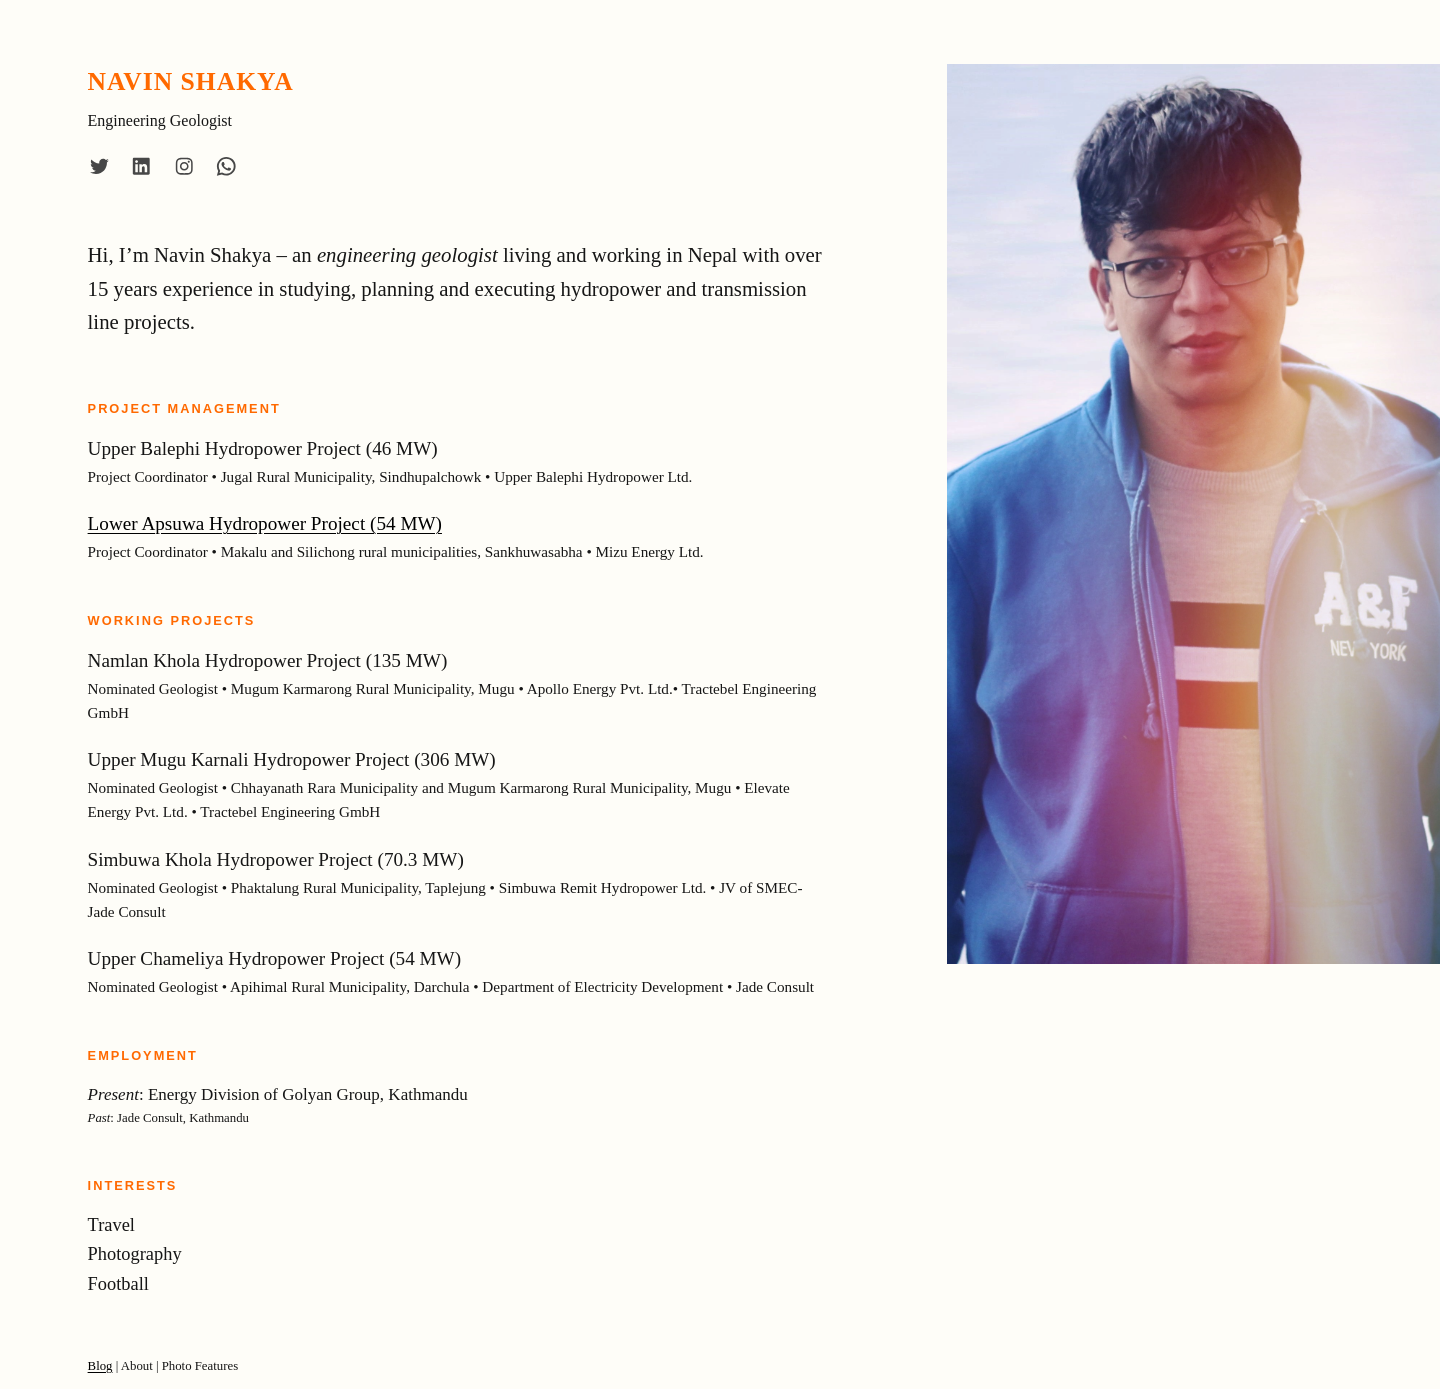 NAVIN SHAKYA
Engineering Geologist
Hi, I’m Navin Shakya – an engineering geologist living and working in Nepal with over
15 years experience in studying, planning and executing hydropower and transmission
line projects.
PROJECT MANAGEMENT
Upper Balephi Hydropower Project (46 MW)
Project Coordinator • Jugal Rural Municipality, Sindhupalchowk • Upper Balephi Hydropower Ltd.
Lower Apsuwa Hydropower Project (54 MW)
Project Coordinator • Makalu and Silichong rural municipalities, Sankhuwasabha • Mizu Energy Ltd.
WORKING PROJECTS
Namlan Khola Hydropower Project (135 MW)
Nominated Geologist • Mugum Karmarong Rural Municipality, Mugu • Apollo Energy Pvt. Ltd.• Tractebel Engineering
GmbH
Upper Mugu Karnali Hydropower Project (306 MW)
Nominated Geologist • Chhayanath Rara Municipality and Mugum Karmarong Rural Municipality, Mugu • Elevate
Energy Pvt. Ltd. • Tractebel Engineering GmbH
Simbuwa Khola Hydropower Project (70.3 MW)
Nominated Geologist • Phaktalung Rural Municipality, Taplejung • Simbuwa Remit Hydropower Ltd. • JV of SMEC-
Jade Consult
Upper Chameliya Hydropower Project (54 MW)
Nominated Geologist • Apihimal Rural Municipality, Darchula • Department of Electricity Development • Jade Consult
EMPLOYMENT
Present: Energy Division of Golyan Group, Kathmandu
Past: Jade Consult, Kathmandu
INTERESTS
Travel
Photography
Football
Blog | About | Photo Features
A&F
NEW YORK